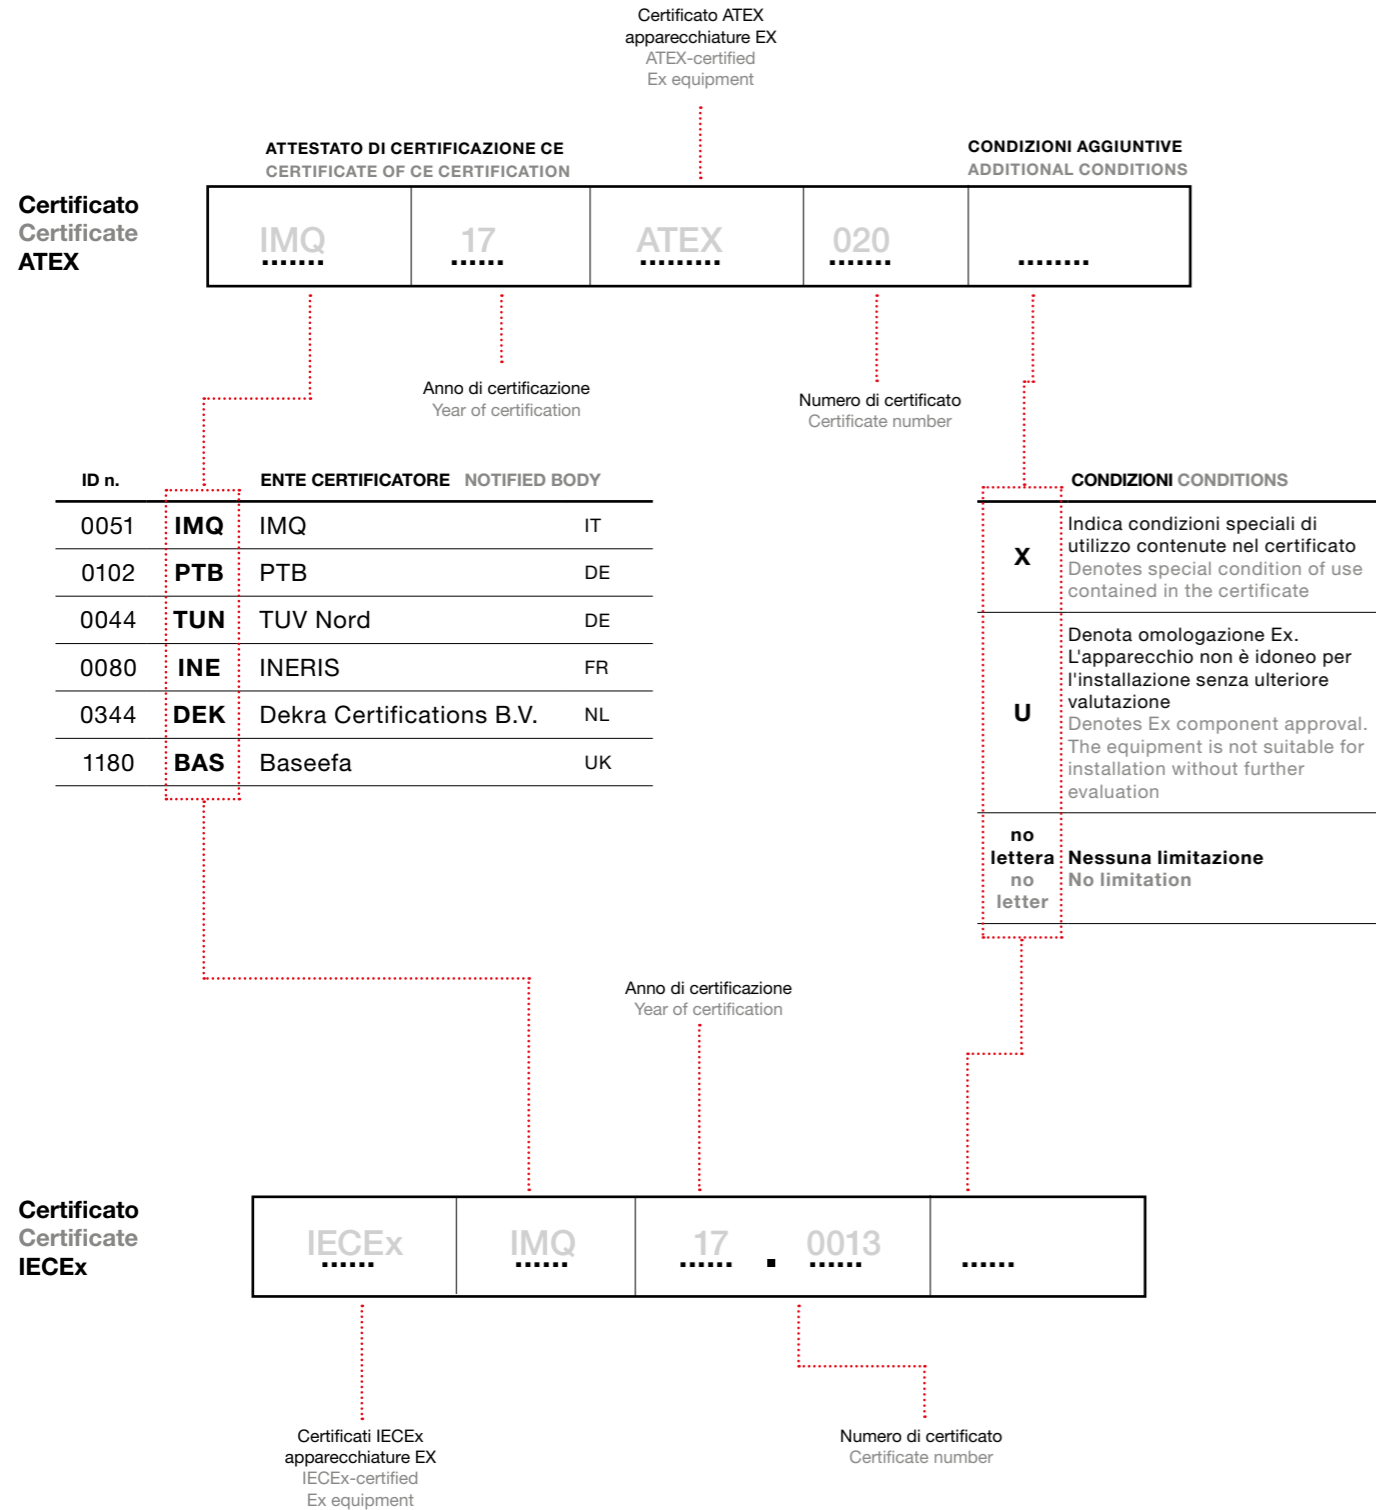 Certificato ATEX
apparecchiature EX
ATEX-certified
Ex equipment
ATTESTATO DI CERTIFICAZIONE CE
CERTIFICATE OF CE CERTIFICATION
CONDIZIONI AGGIUNTIVE
ADDITIONAL CONDITIONS
Certificato
Certificate
ATEX
IMQ 17 ATEX 020
Anno di certificazione
Year of certification
Numero di certificato
Certificate number
ID n. ENTE CERTIFICATORE NOTIFIED BODY
0051 IMQ IMQ IT
0102 PTB PTB DE
0044 TUN TUV Nord DE
0080 INE INERIS FR
0344 DEK Dekra Certifications B.V. NL
1180 BAS Baseefa UK
CONDIZIONI CONDITIONS
X
Indica condizioni speciali di
utilizzo contenute nel certificato
Denotes special condition of use
contained in the certificate
U
Denota omologazione Ex.
L'apparecchio non è idoneo per
l'installazione senza ulteriore
valutazione
Denotes Ex component approval.
The equipment is not suitable for
installation without further
evaluation
no
lettera
no
letter
Nessuna limitazione
No limitation
Anno di certificazione
Year of certification
Certificato
Certificate
IECEx
IECEx IMQ 17 . 0013
Certificati IECEx
apparecchiature EX
IECEx-certified
Ex equipment
Numero di certificato
Certificate number